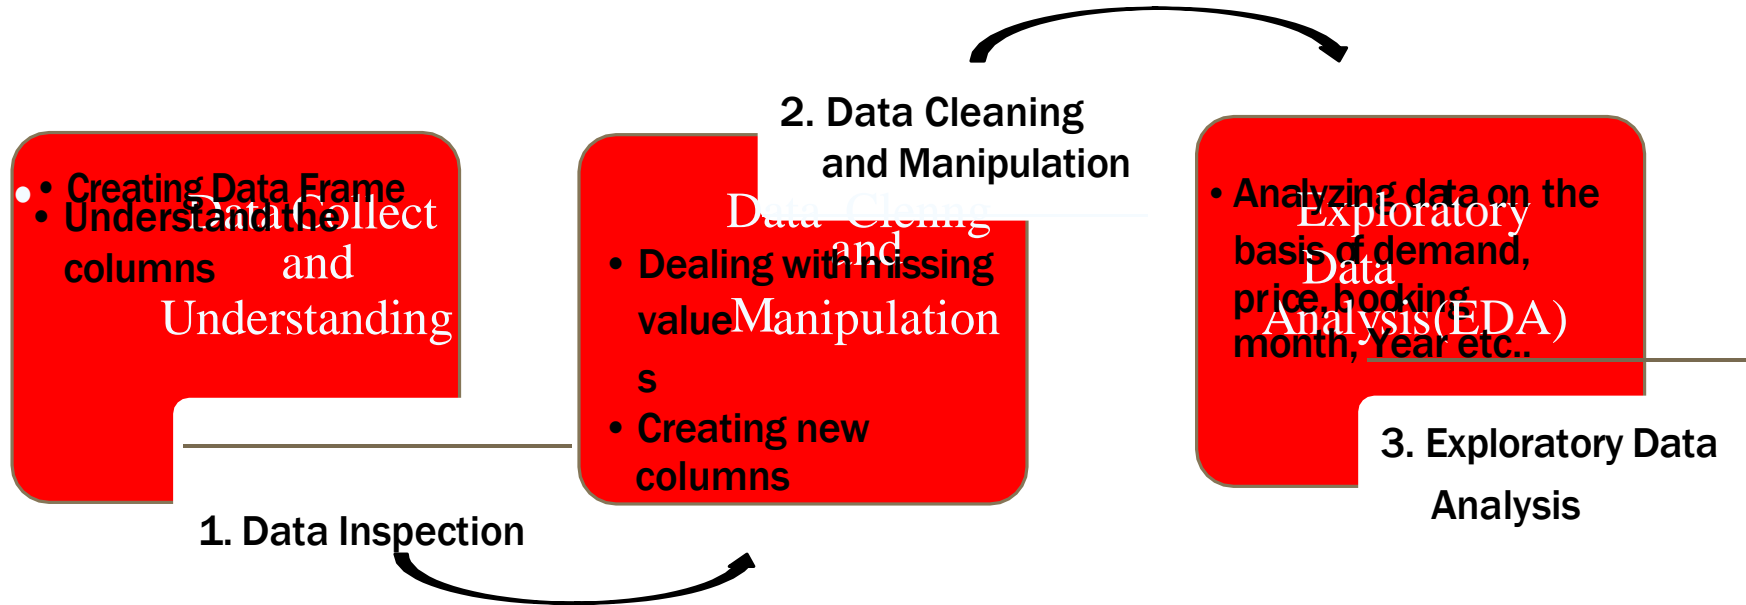 • Creating Data Frame
• Understand the
columns
Data Collect
and
Understanding
1. Data Inspection
2. Data Cleaning
and Manipulation
Data Clenng
and
Manipulation
• Dealing with missing
value
s
• Creating new
columns
• Analyzing data on the
basis of demand,
price, booking
month, Year etc..
Exploratory
Data
Analysis(EDA)
3. Exploratory Data
Analysis